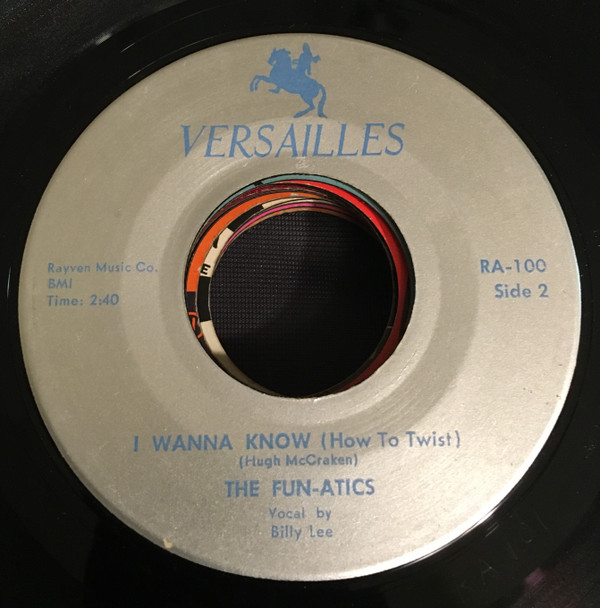 VERSAILLES
Rayven Music Co.
BMI
Time: 2:40
RA-100
Side 2
I WANNA KNOW (How To Twist)
(Hugh McCraken)
THE FUN-ATICS
Vocal by
Billy Lee